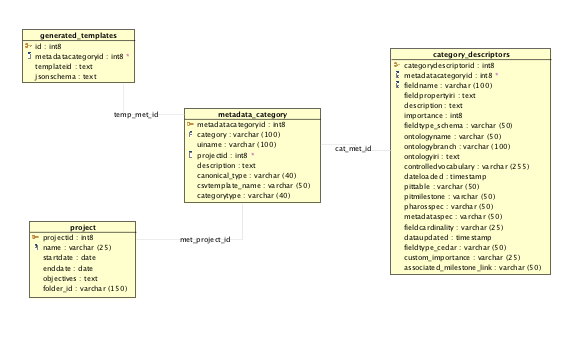 generated_templates
id : int8
metadatacategoryid : int8 *
templateid : text
jsonschema : text
temp_met_id
metadata_category
metadatacategoryid : int8
category : varchar (100)
uiname : varchar (100)
projectid : int8 *
description : text
canonical_type : varchar (40)
csvtemplate_name : varchar (50)
categorytype : varchar (40)
cat_met_id
category_descriptors
categorydescriptorid : int8
metadatacategoryid : int8 *
fieldname : varchar (100)
fieldpropertyiri : text
description : text
importance : int8
fieldtype_schema : varchar (50)
ontologyname : varchar (50)
ontologybranch : varchar (100)
ontologyiri : text
controlledvocabulary : varchar (255)
dateloaded : timestamp
pittable : varchar (50)
pitmilestone : varchar (50)
pharosspec : varchar (50)
metadataspec : varchar (50)
fieldcardinality : varchar (25)
dataupdated : timestamp
fieldtype_cedar : varchar (50)
custom_importance : varchar (25)
associated_milestone_link : varchar (50)
project
projectid : int8
name : varchar (25)
startdate : date
enddate : date
objectives : text
folder_id : varchar (150)
met_project_id